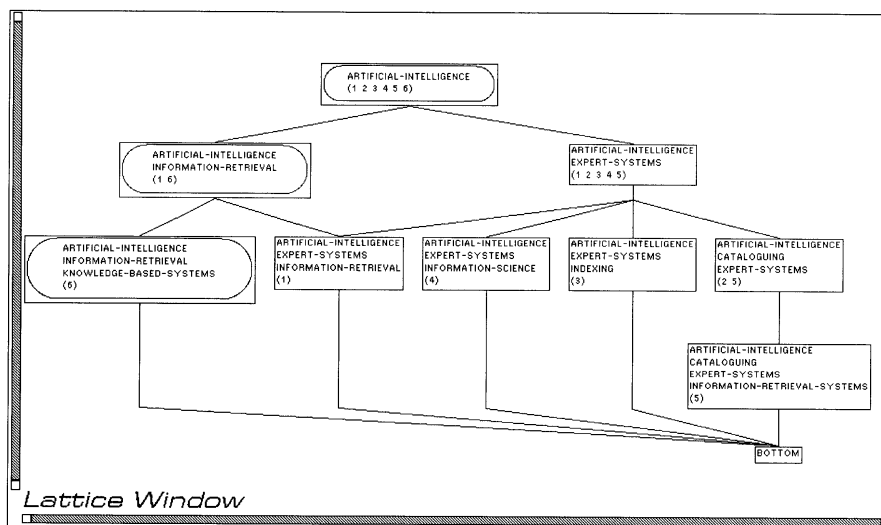 ARTIFICIAL-INTELLIGENCE
(1 2 3 4 5 6)
ARTIFICIAL-INTELLIGENCE
INFORMATION-RETRIEVAL
(1 6)
ARTIFICIAL-INTELLIGENCE
EXPERT-SYSTEMS
(1 2 3 4 5)
ARTIFICIAL-INTELLIGENCE
INFORMATION-RETRIEVAL
KNOWLEDGE-BASED-SYSTEMS
(6)
ARTIFICIAL-INTELLIGENCE
EXPERT-SYSTEMS
INFORMATION-RETRIEVAL
(1)
ARTIFICIAL-INTELLIGENCE
EXPERT-SYSTEMS
INFORMATION-SCIENCE
(4)
ARTIFICIAL-INTELLIGENCE
EXPERT-SYSTEMS
INDEXING
(3)
ARTIFICIAL-INTELLIGENCE
CATALOGUING
EXPERT-SYSTEMS
(2 5)
ARTIFICIAL-INTELLIGENCE
CATALOGUING
EXPERT-SYSTEMS
INFORMATION-RETRIEVAL-SYSTEMS
(5)
BOTTOM
Lattice Window